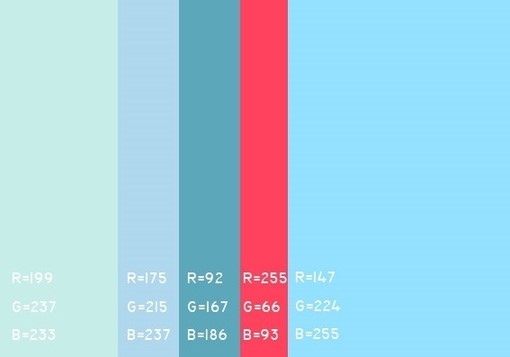 R=199
G=237
B=233
R=175
G=215
B=237
R=92
G=167
B=186
R=255
G=66
B=93
R=147
G=224
B=255